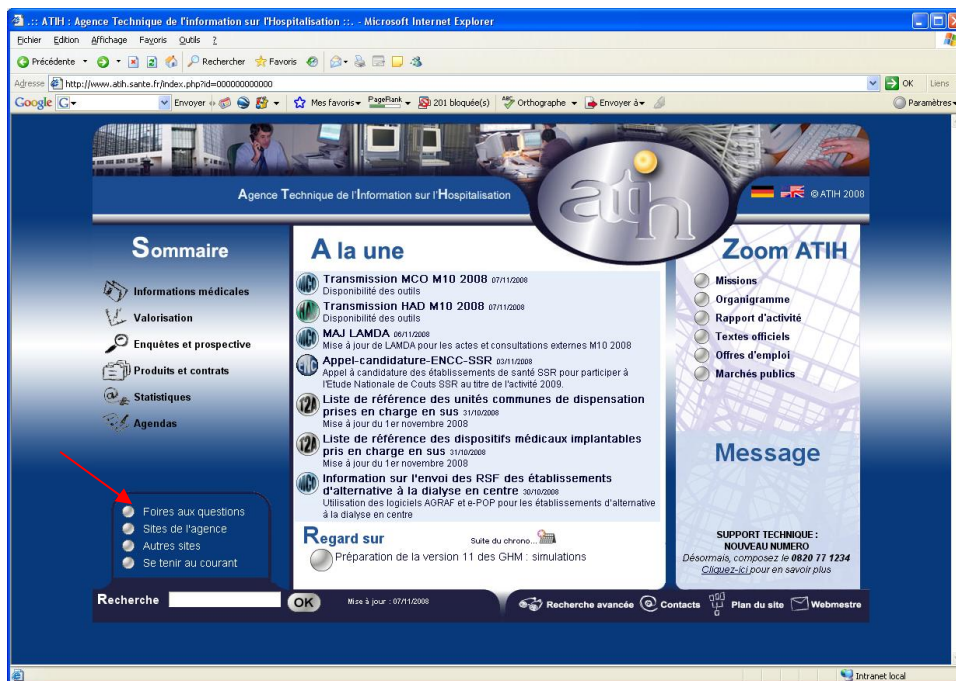 .:: ATIH : Agence Technique de l'information sur l'Hospitalisation ::. - Microsoft Internet Explorer
Fichier Edition Affichage Favoris Outils ?
Précédente Rechercher Favoris
Adresse http://www.atih.sante.fr/index.php?id=000000000000 OK Liens
Google G Envoyer Mes favoris PageRank 201 bloquée(s) Orthographe Envoyer à Paramètres
atih
Agence Technique de l'Information sur l'Hospitalisation
© ATIH 2008
Sommaire
Informations médicales
Valorisation
Enquêtes et prospective
Produits et contrats
Statistiques
Agendas
Foires aux questions
Sites de l'agence
Autres sites
Se tenir au courant
A la une
Transmission MCO M10 2008 07/11/2008
Disponibilité des outils
Transmission HAD M10 2008 07/11/2008
Disponibilité des outils
MAJ LAMDA 06/11/2008
Mise à jour de LAMDA pour les actes et consultations externes M10 2008
Appel-candidature-ENCC-SSR 03/11/2008
Appel à candidature des établissements de santé SSR pour participer à
l'Etude Nationale de Couts SSR au titre de l'activité 2009.
Liste de référence des unités communes de dispensation
prises en charge en sus 31/10/2008
Mise à jour du 1er novembre 2008
Liste de référence des dispositifs médicaux implantables
pris en charge en sus 31/10/2008
Mise à jour du 1er novembre 2008
Information sur l'envoi des RSF des établissements
d'alternative à la dialyse en centre 30/10/2008
Utilisation des logiciels AGRAF et e-POP pour les établissements d'alternative
à la dialyse en centre
Regard sur Suite du chrono...
Préparation de la version 11 des GHM : simulations
Zoom ATIH
Missions
Organigramme
Rapport d'activité
Textes officiels
Offres d'emploi
Marchés publics
Message
SUPPORT TECHNIQUE :
NOUVEAU NUMERO
Désormais, composez le 0820 77 1234
Cliquez-ici pour en savoir plus
Recherche OK Mise à jour : 07/11/2008 Recherche avancée Contacts Plan du site Webmestre
Intranet local